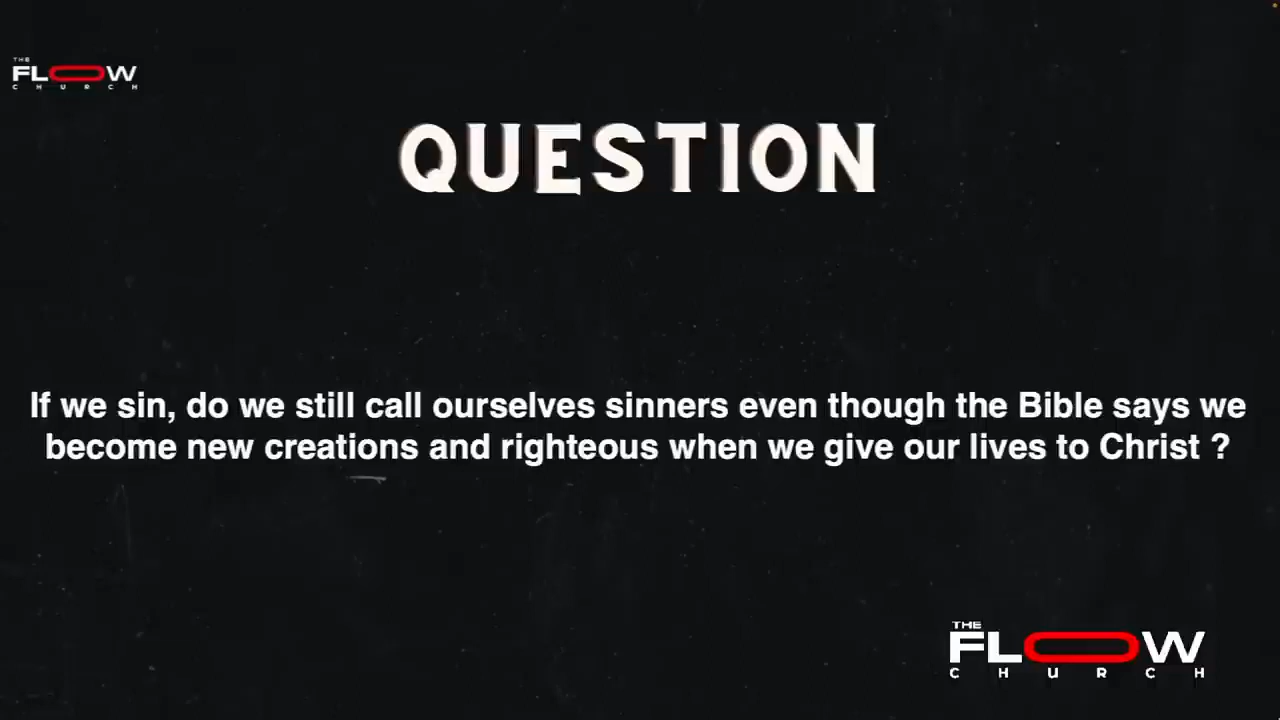 THE
FLOW
CHURCH
QUESTION
If we sin, do we still call ourselves sinners even though the Bible says we
become new creations and righteous when we give our lives to Christ ?
THE
FLOW
CHURCH